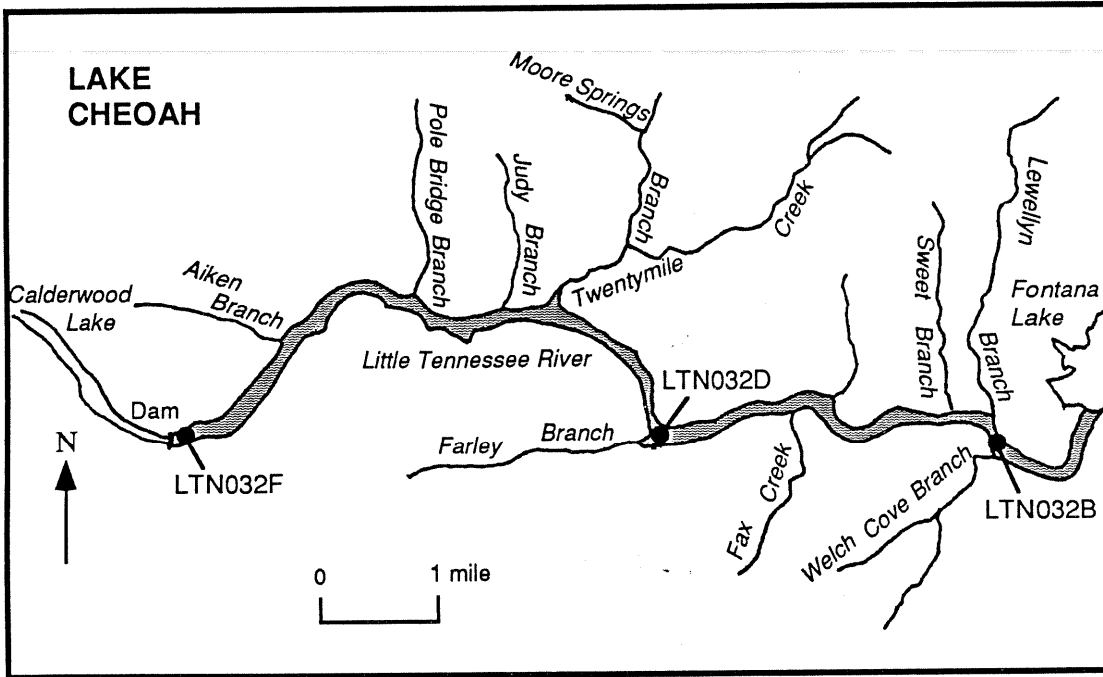 LAKE
CHEOAH
Moore Springs
Branch
Pole Bridge Branch
Judy
Branch
Creek
Twentymile
Lewellyn
Branch
Sweet
Branch
Fontana
Lake
Aiken
Branch
Calderwood
Lake
Little Tennessee River
LTN032D
Dam
N
LTN032F
Farley Branch
Fax Creek
Welch Cove Branch
LTN032B
0 1 mile